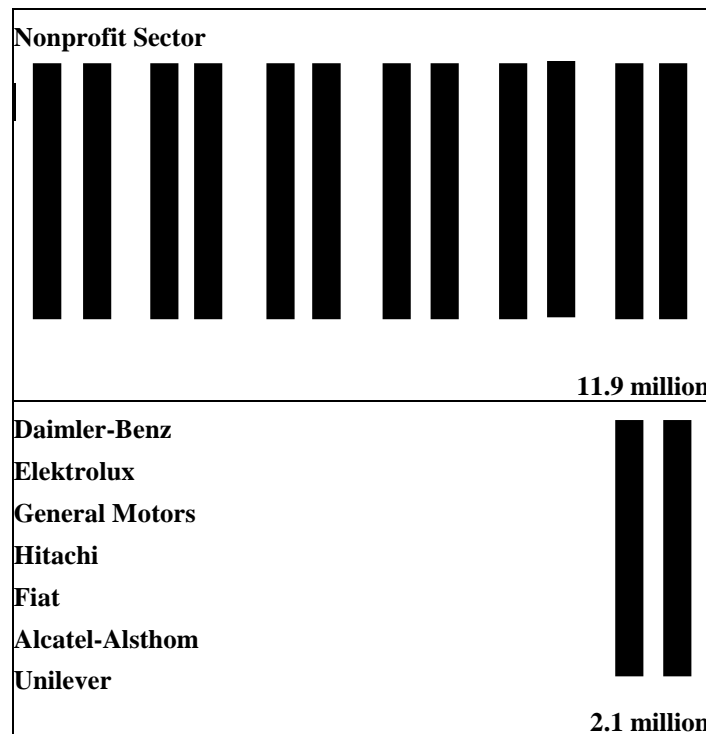 Nonprofit Sector
11.9 million
Daimler-Benz
Elektrolux
General Motors
Hitachi
Fiat
Alcatel-Alsthom
Unilever
2.1 million